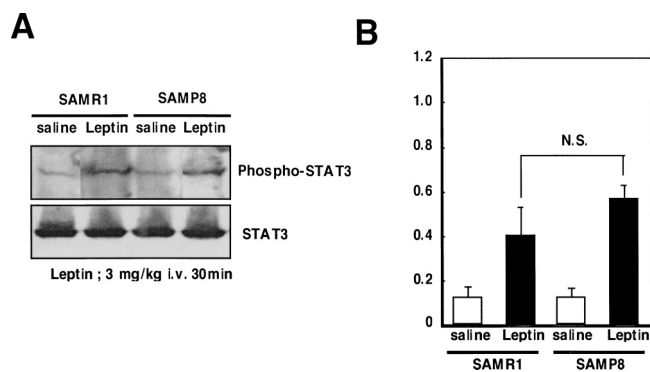 A
SAMR1 SAMP8
saline Leptin saline Leptin
Phospho-STAT3
STAT3
Leptin ; 3 mg/kg i.v. 30min
B
1.2
1.0
0.8
0.6
0.4
0.2
0
N.S.
saline Leptin saline Leptin
SAMR1 SAMP8